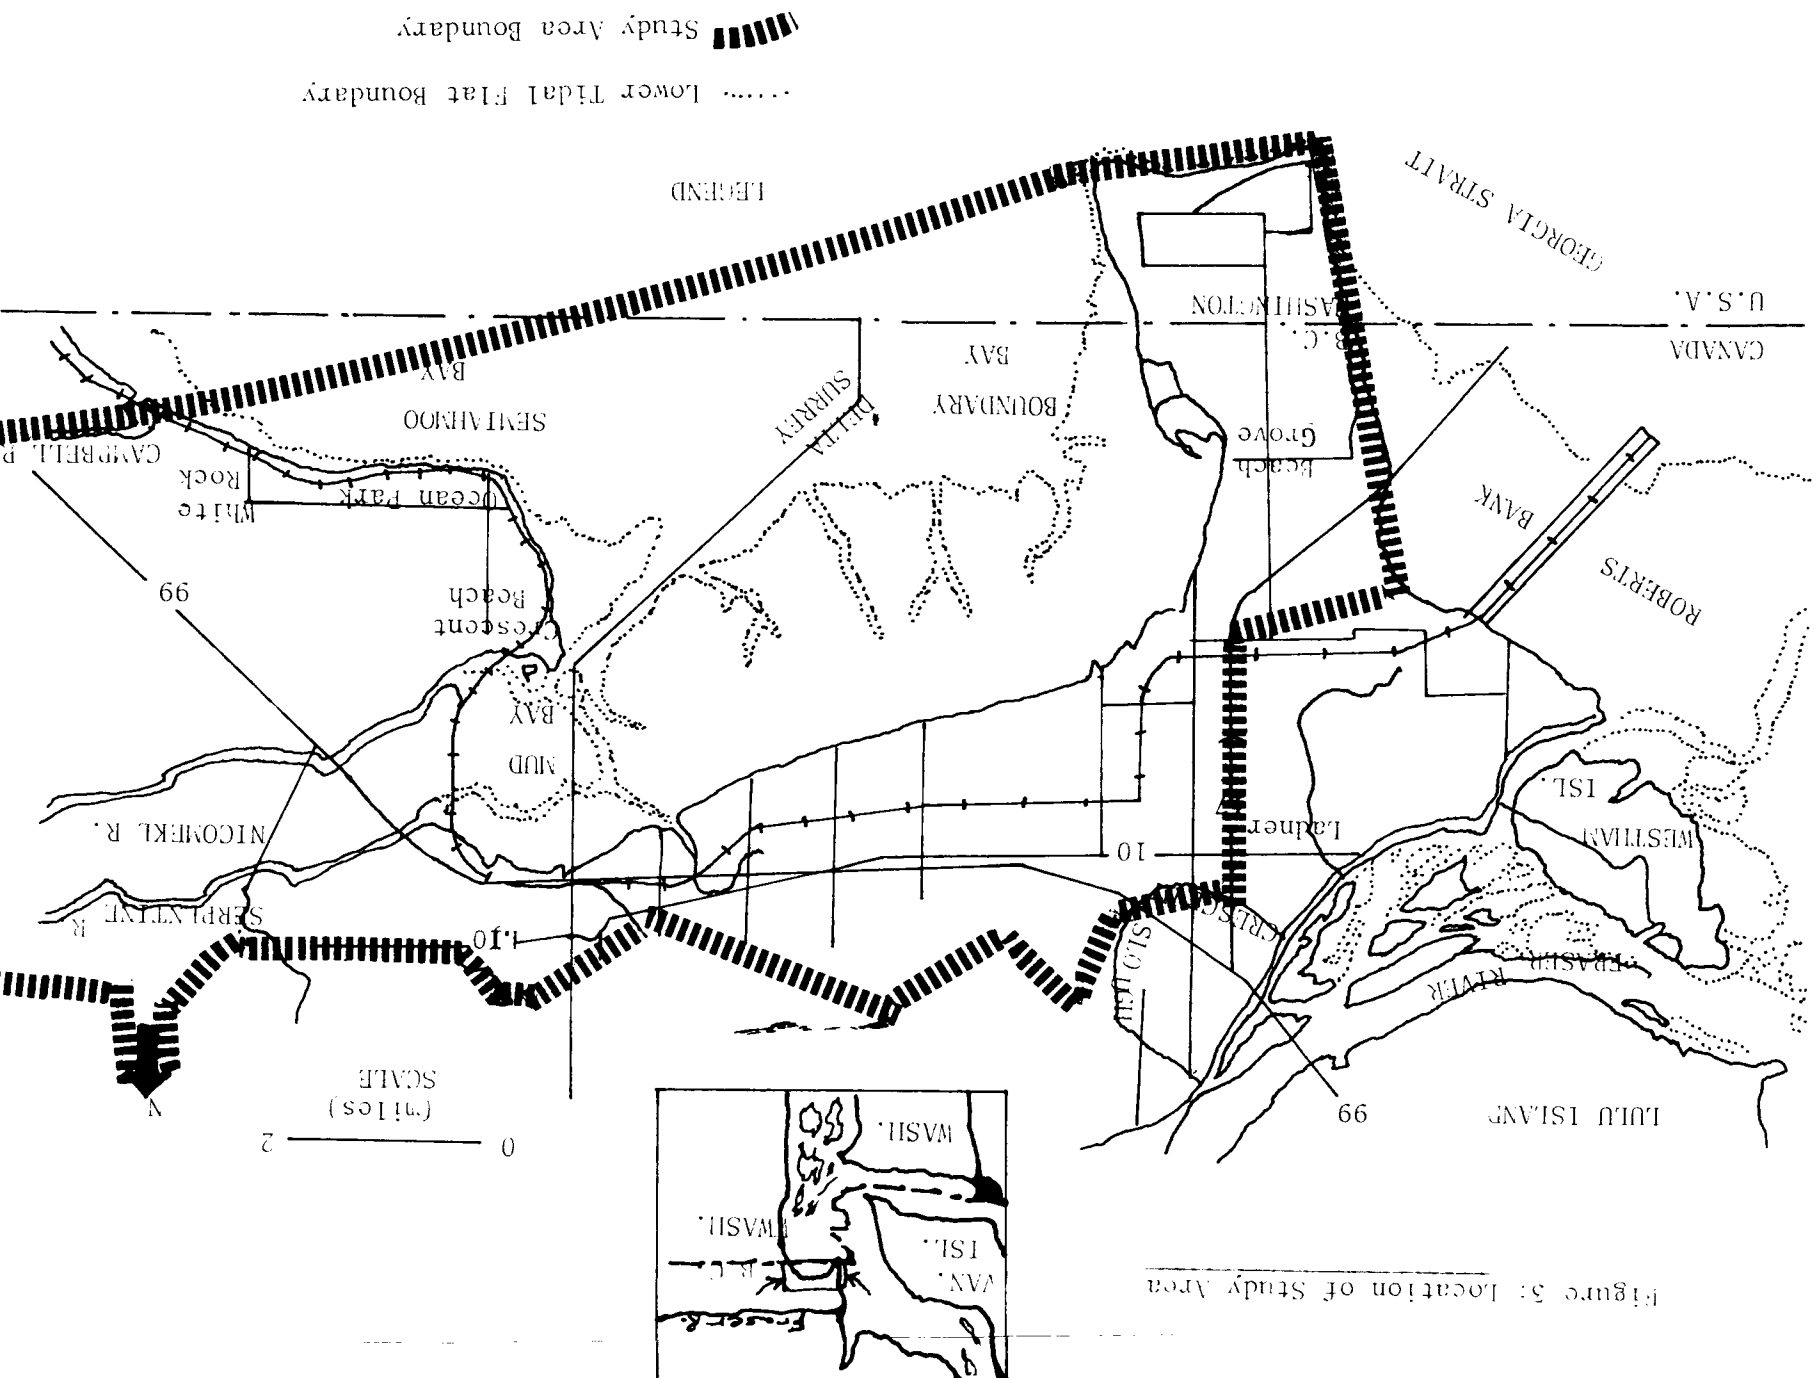 Figure 3: Location of Study Area
Fraser R.
VAN.
ISL.
B.C.
WASH.
WASH.
0
2
(miles)
SCALE
N
LULU ISLAND
99
FRASER
RIVER
WESTHAM
ISL.
CRESC
SLOUGH
Ladner
10
10
SERPENTINE R
NICOMEKL R.
MUD
BAY
P
Crescent
Beach
99
ROBERTS
BANK
Beach
Grove
BOUNDARY
BAY
DELTA
SURREY
Ocean Park
White
Rock
CAMPBELL R
SEMIAHMOO
BAY
CANADA
U.S.A.
B.C.
WASHINGTON
GEORGIA STRAIT
LEGEND
Lower Tidal Flat Boundary
Study Area Boundary